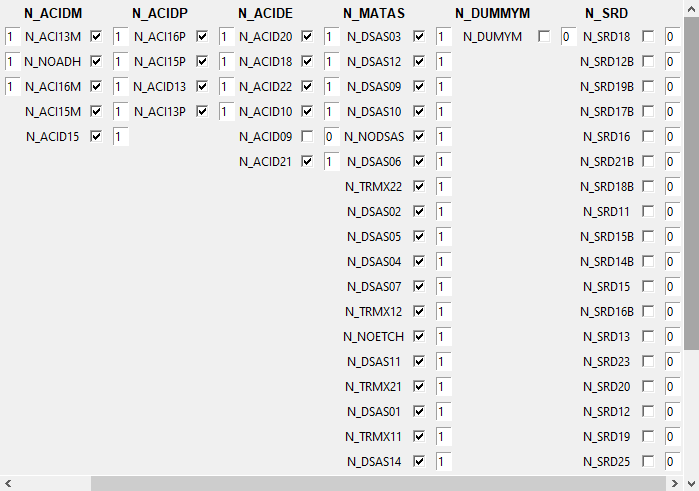 N_ACIDM N_ACIDP N_ACIDE N_MATAS N_DUMMYM N_SRD
1 N_ACI13M 1 N_ACI16P 1 N_ACID20 1 N_DSAS03 1 N_DUMYM 0 N_SRD18 0
1 N_NOADH 1 N_ACI15P 1 N_ACID18 1 N_DSAS12 1 N_SRD12B 0
1 N_ACI16M 1 N_ACID13 1 N_ACID22 1 N_DSAS09 1 N_SRD19B 0
N_ACI15M 1 N_ACI13P 1 N_ACID10 1 N_DSAS10 1 N_SRD17B 0
N_ACID15 1 N_ACID09 0 N_NODSAS 1 N_SRD16 0
N_ACID21 1 N_DSAS06 1 N_SRD21B 0
N_TRMX22 1 N_SRD18B 0
N_DSAS02 1 N_SRD11 0
N_DSAS05 1 N_SRD15B 0
N_DSAS04 1 N_SRD14B 0
N_DSAS07 1 N_SRD15 0
N_TRMX12 1 N_SRD16B 0
N_NOETCH 1 N_SRD13 0
N_DSAS11 1 N_SRD23 0
N_TRMX21 1 N_SRD20 0
N_DSAS01 1 N_SRD12 0
N_TRMX11 1 N_SRD19 0
N_DSAS14 1 N_SRD25 0